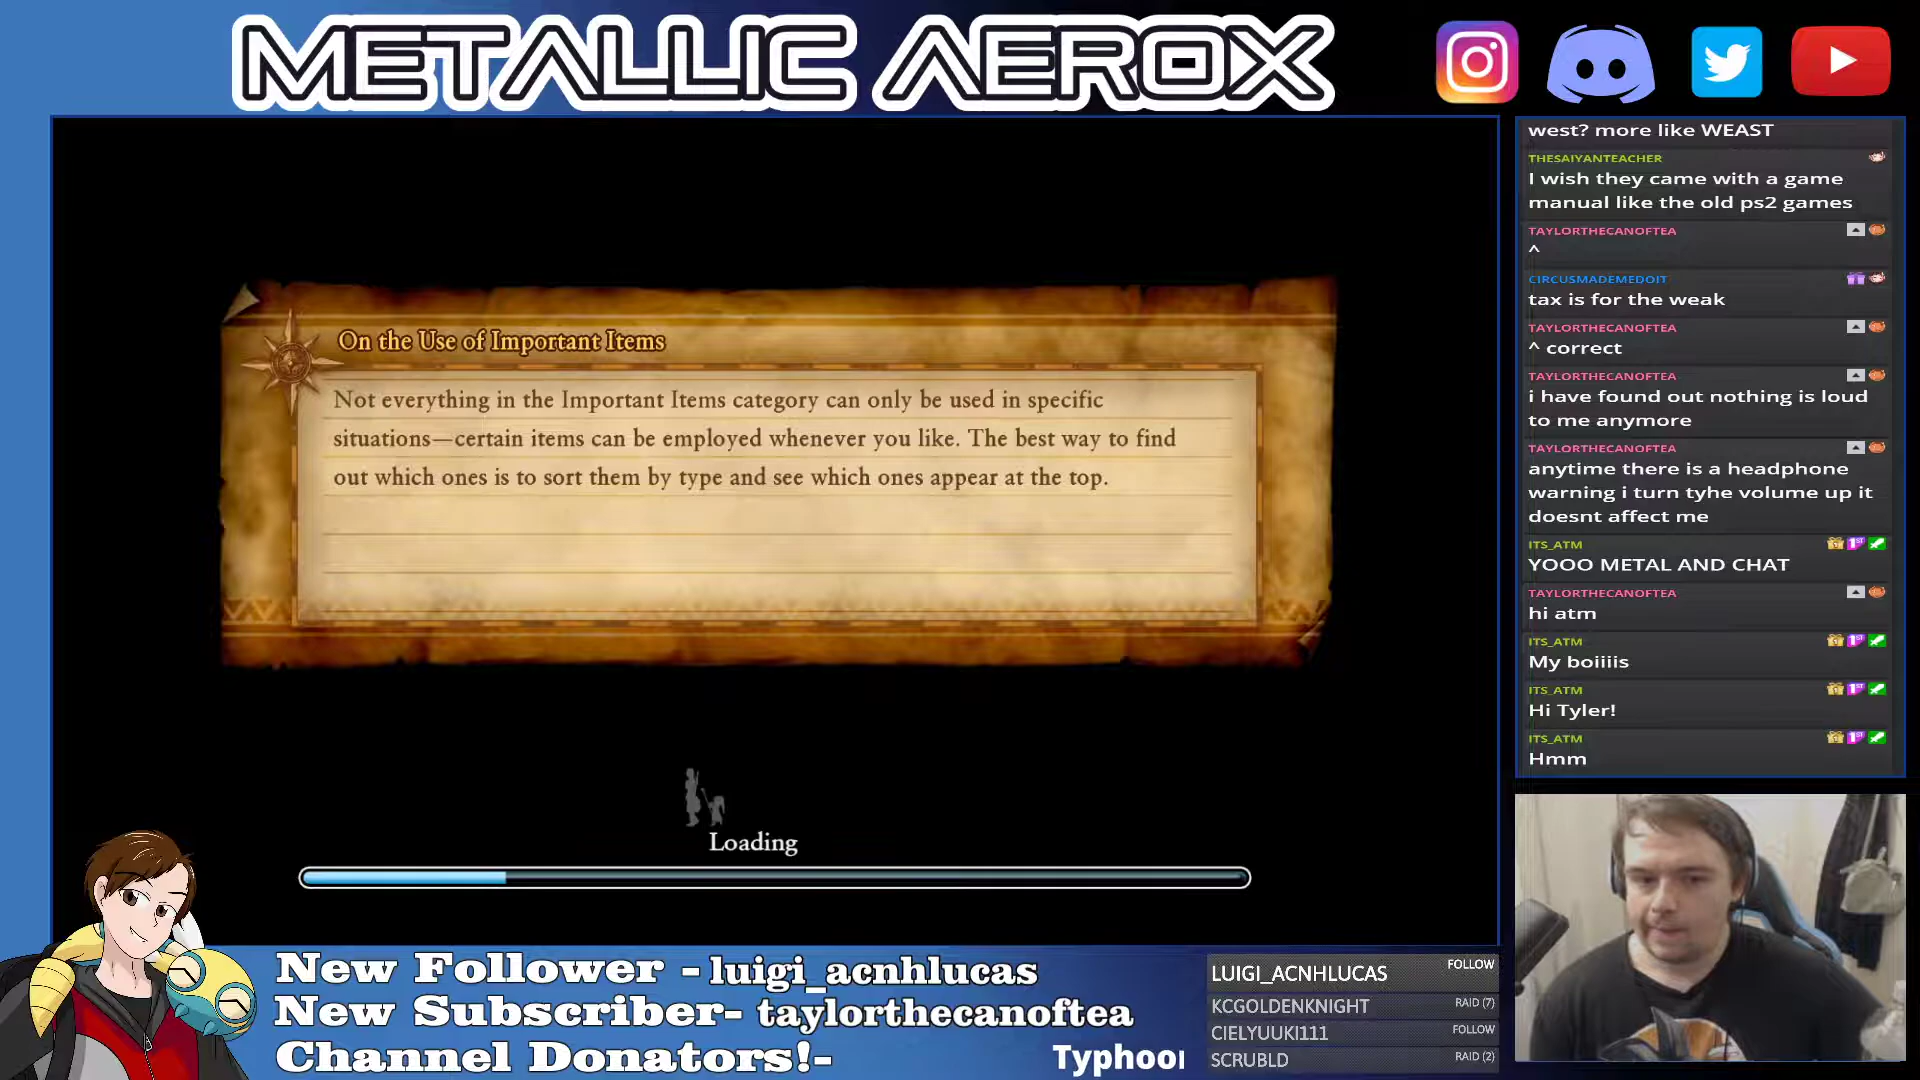 METALLIC AEROX
west? more like WEAST
THESAIYANTEACHER
I wish they came with a game
manual like the old ps2 games
TAYLORTHECANOFTEA
^
CIRCUSMADEMEDOIT
tax is for the weak
TAYLORTHECANOFTEA
^ correct
TAYLORTHECANOFTEA
i have found out nothing is loud
to me anymore
TAYLORTHECANOFTEA
anytime there is a headphone
warning i turn tyhe volume up it
doesnt affect me
ITS_ATM
YOOO METAL AND CHAT
TAYLORTHECANOFTEA
hi atm
ITS_ATM
My boiiiis
ITS_ATM
Hi Tyler!
ITS_ATM
Hmm
On the Use of Important Items
Not everything in the Important Items category can only be used in specific
situations—certain items can be employed whenever you like. The best way to find
out which ones is to sort them by type and see which ones appear at the top.
Loading
New Follower - luigi_acnhlucas
New Subscriber- taylorthecanoftea
Channel Donators!- Typhoon
LUIGI_ACNHLUCAS FOLLOW
KCGOLDENKNIGHT RAID (7)
CIELYUUKI111 FOLLOW
SCRUBLD RAID (2)